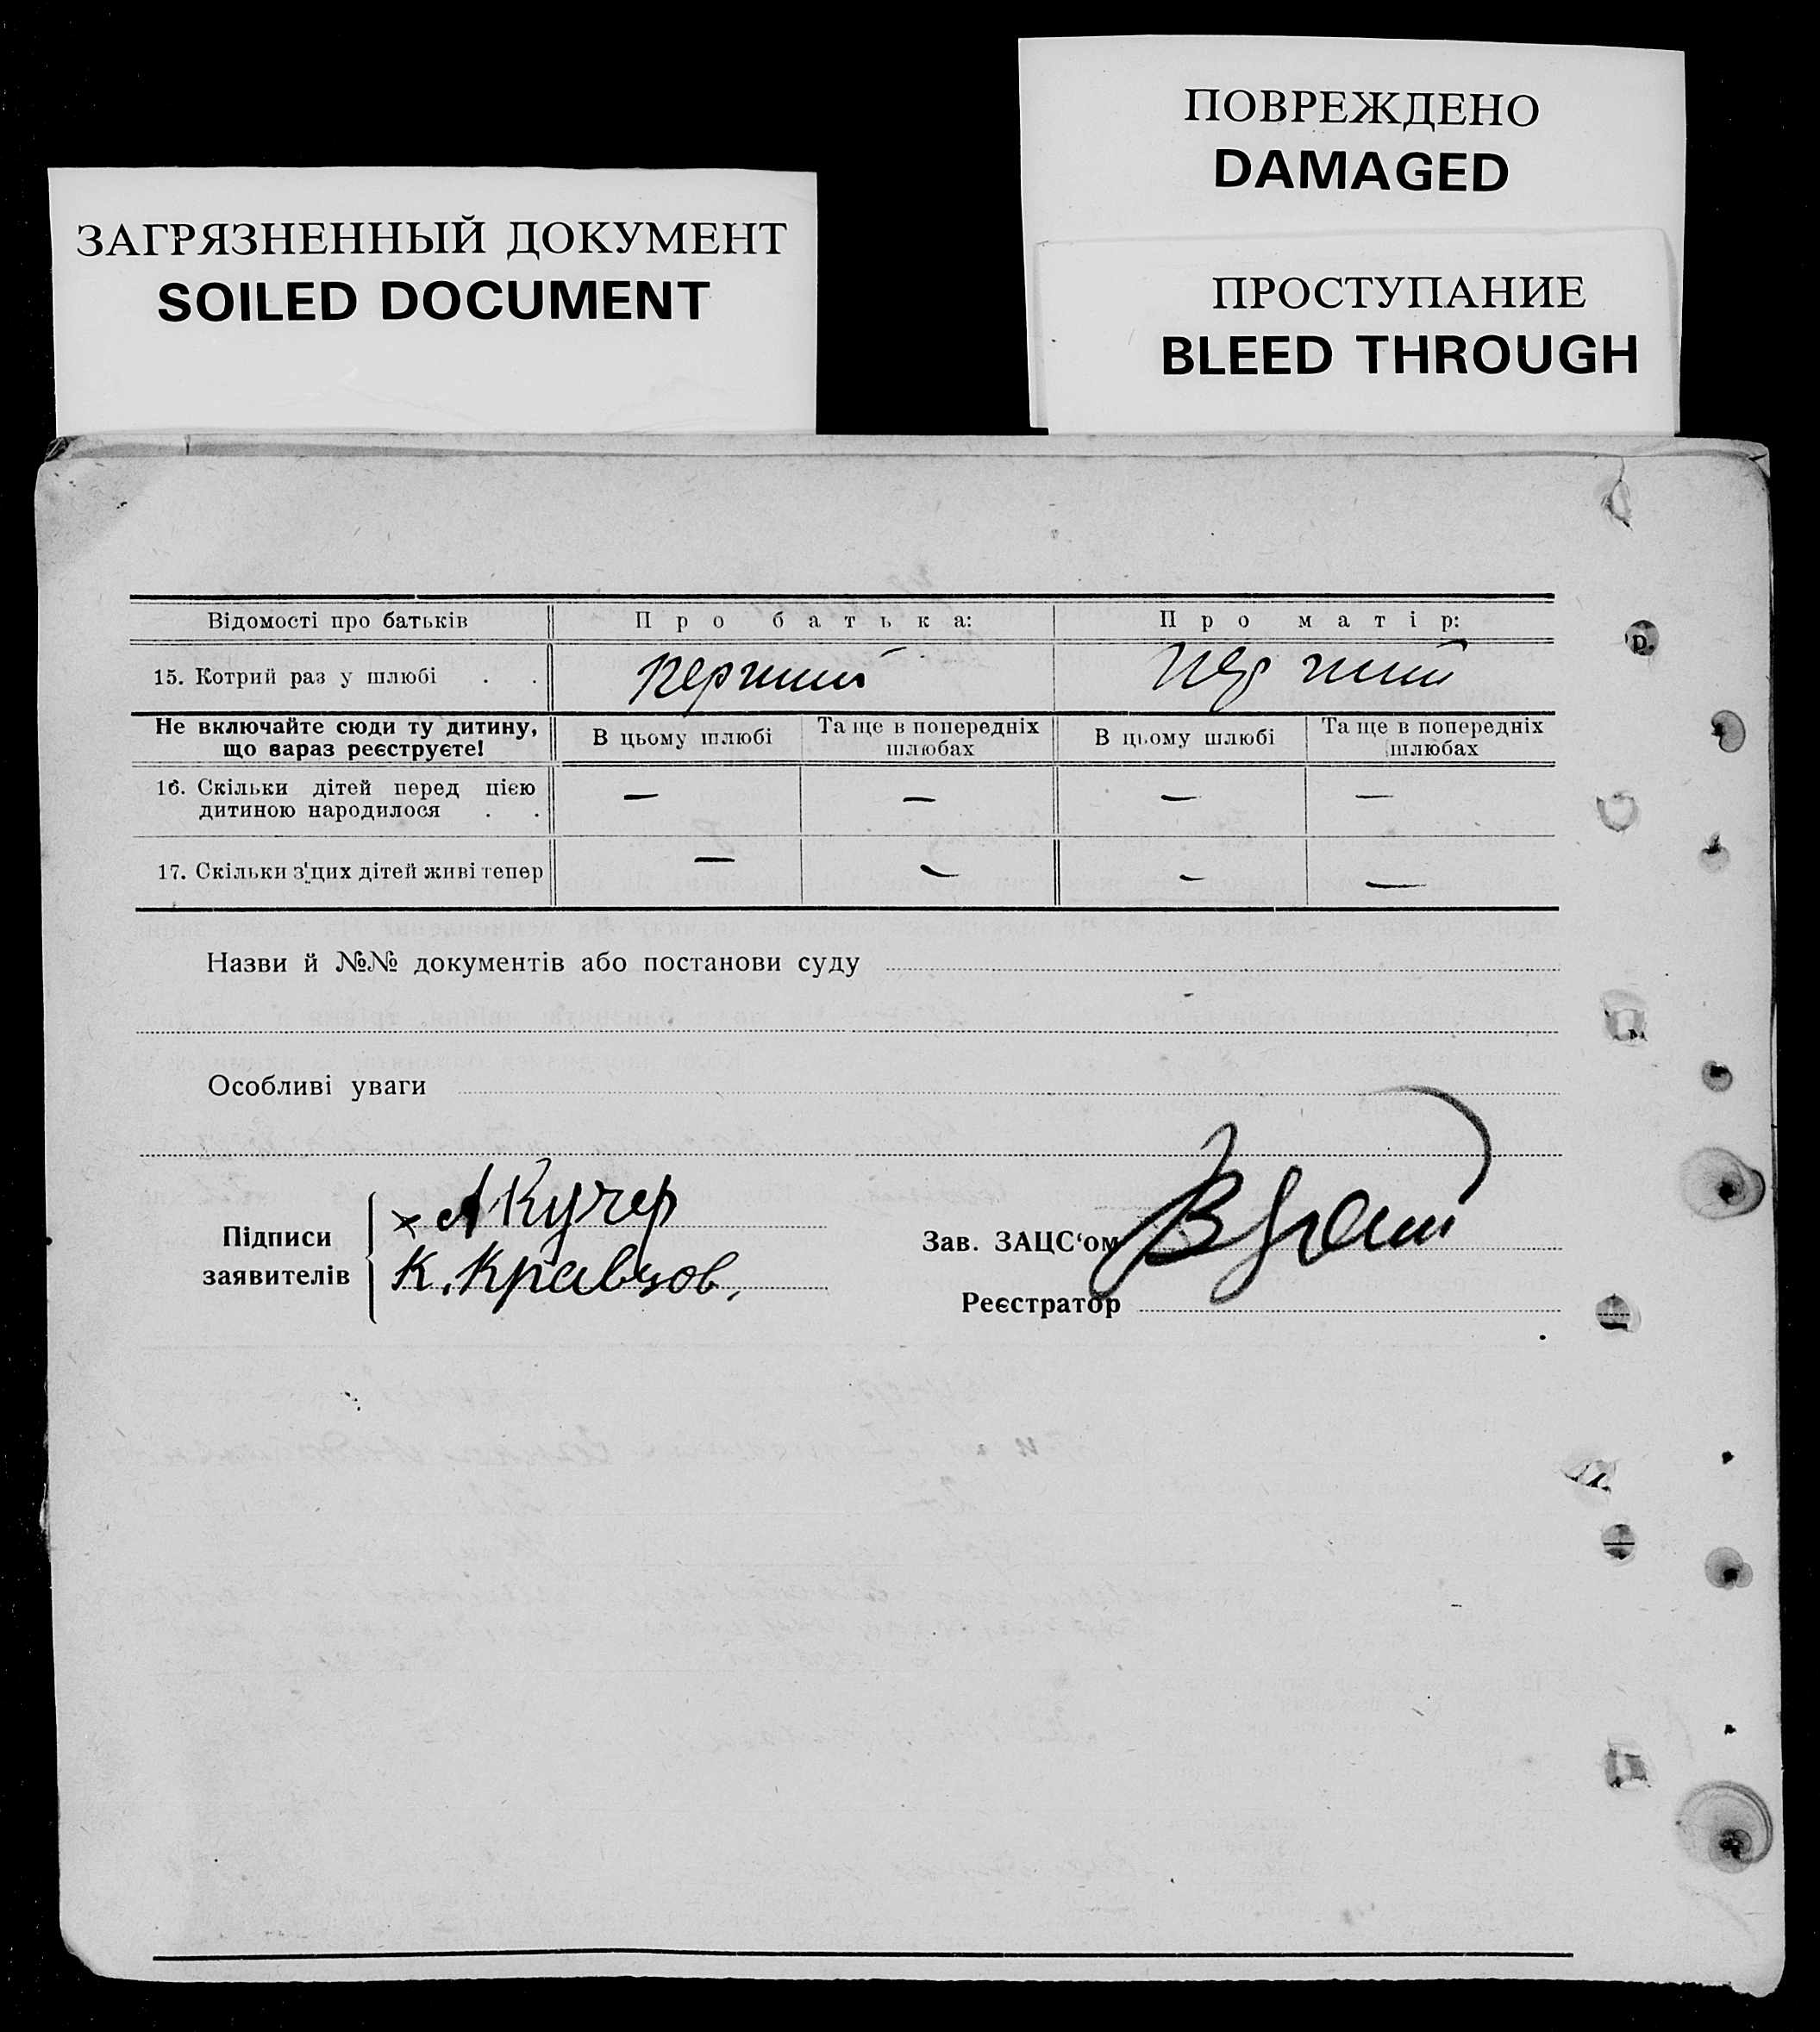 ПОВРЕЖДЕНО
DAMAGED
ЗАГРЯЗНЕННЫЙ ДОКУМЕНТ
SOILED DOCUMENT
ПРОСТУПАНИЕ
BLEED THROUGH
Відомості про батьків Про батька: Про матір:
15. Котрий раз у шлюбі . . перший перший
Не включайте сюди ту дитину, що вараз реєструєте! В цьому шлюбі Та ще в попередніх шлюбах В цьому шлюбі Та ще в попередніх шлюбах
16. Скільки дітей перед цією
дитиною народилося . . — — — —
17. Скільки з'цих дітей живі тепер — — — —
Назви й №№ документів або постанови суду
Особливі уваги
Підписи
заявителів
х А Кучер
К. Кравцов.
Зав. ЗАЦС‘ом
Реєстратор
р.